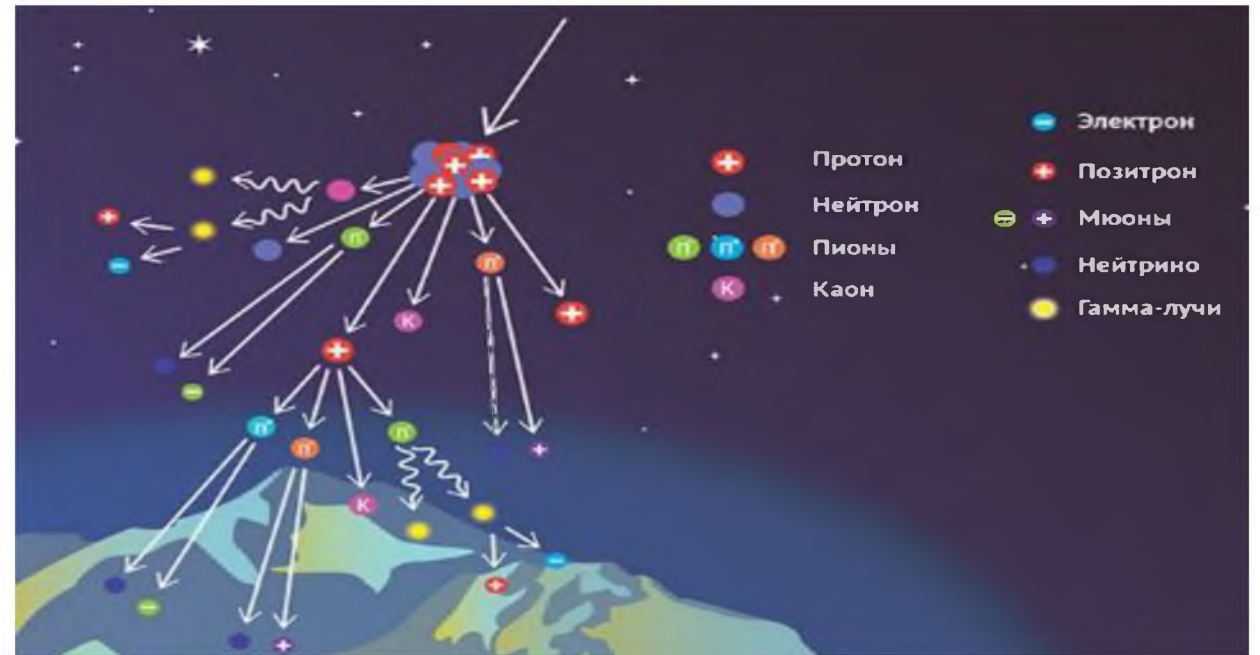 Протон
Нейтрон
Пионы
Каон
Электрон
Позитрон
Мюоны
Нейтрино
Гамма-лучи
K
K
K